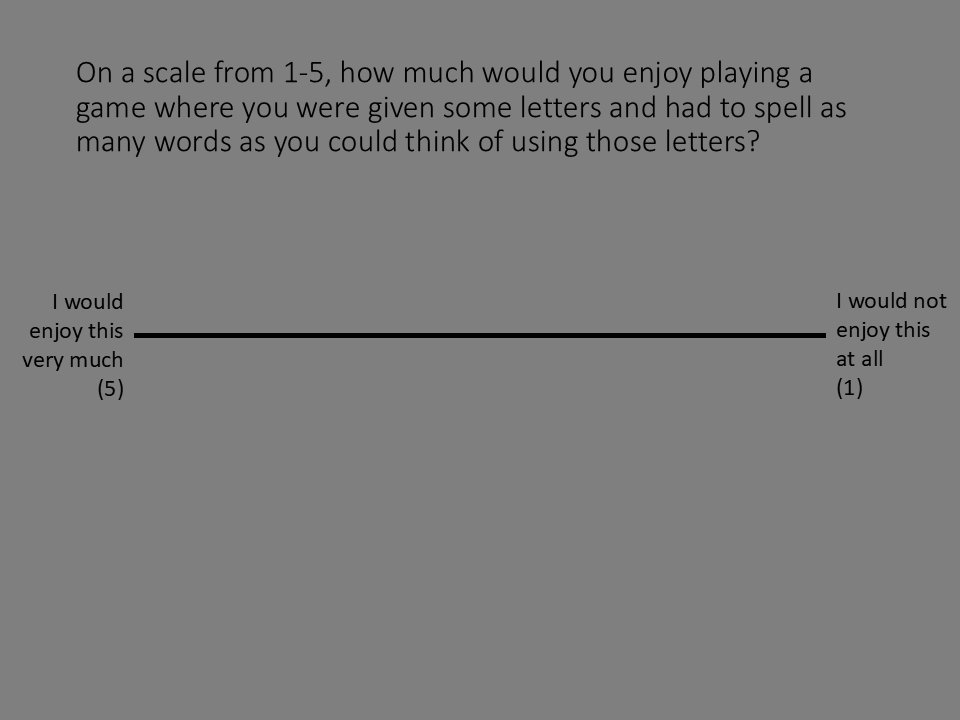 On a scale from 1-5, how much would you enjoy playing a
game where you were given some letters and had to spell as
many words as you could think of using those letters?
I would
enjoy this
very much
(5)
I would not
enjoy this
at all
(1)